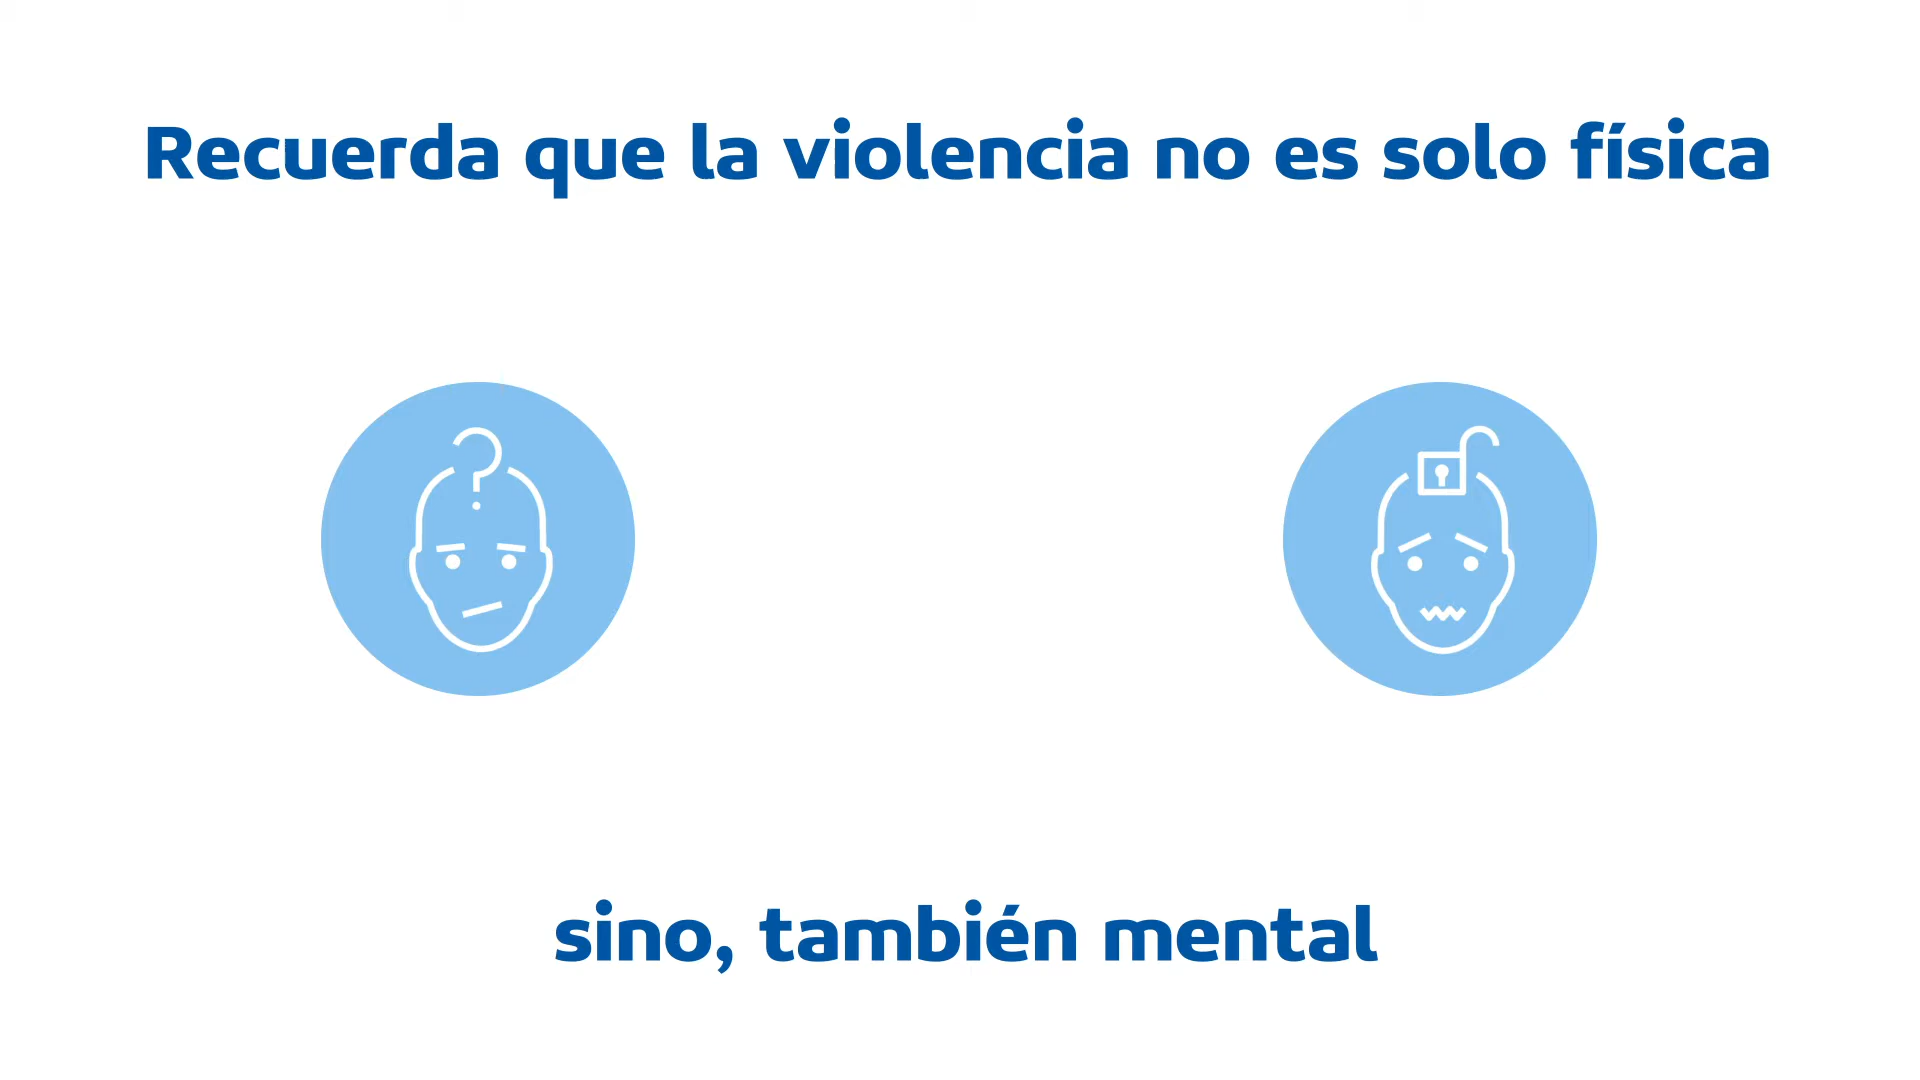 Recuerda que la violencia no es solo física
sino, también mental